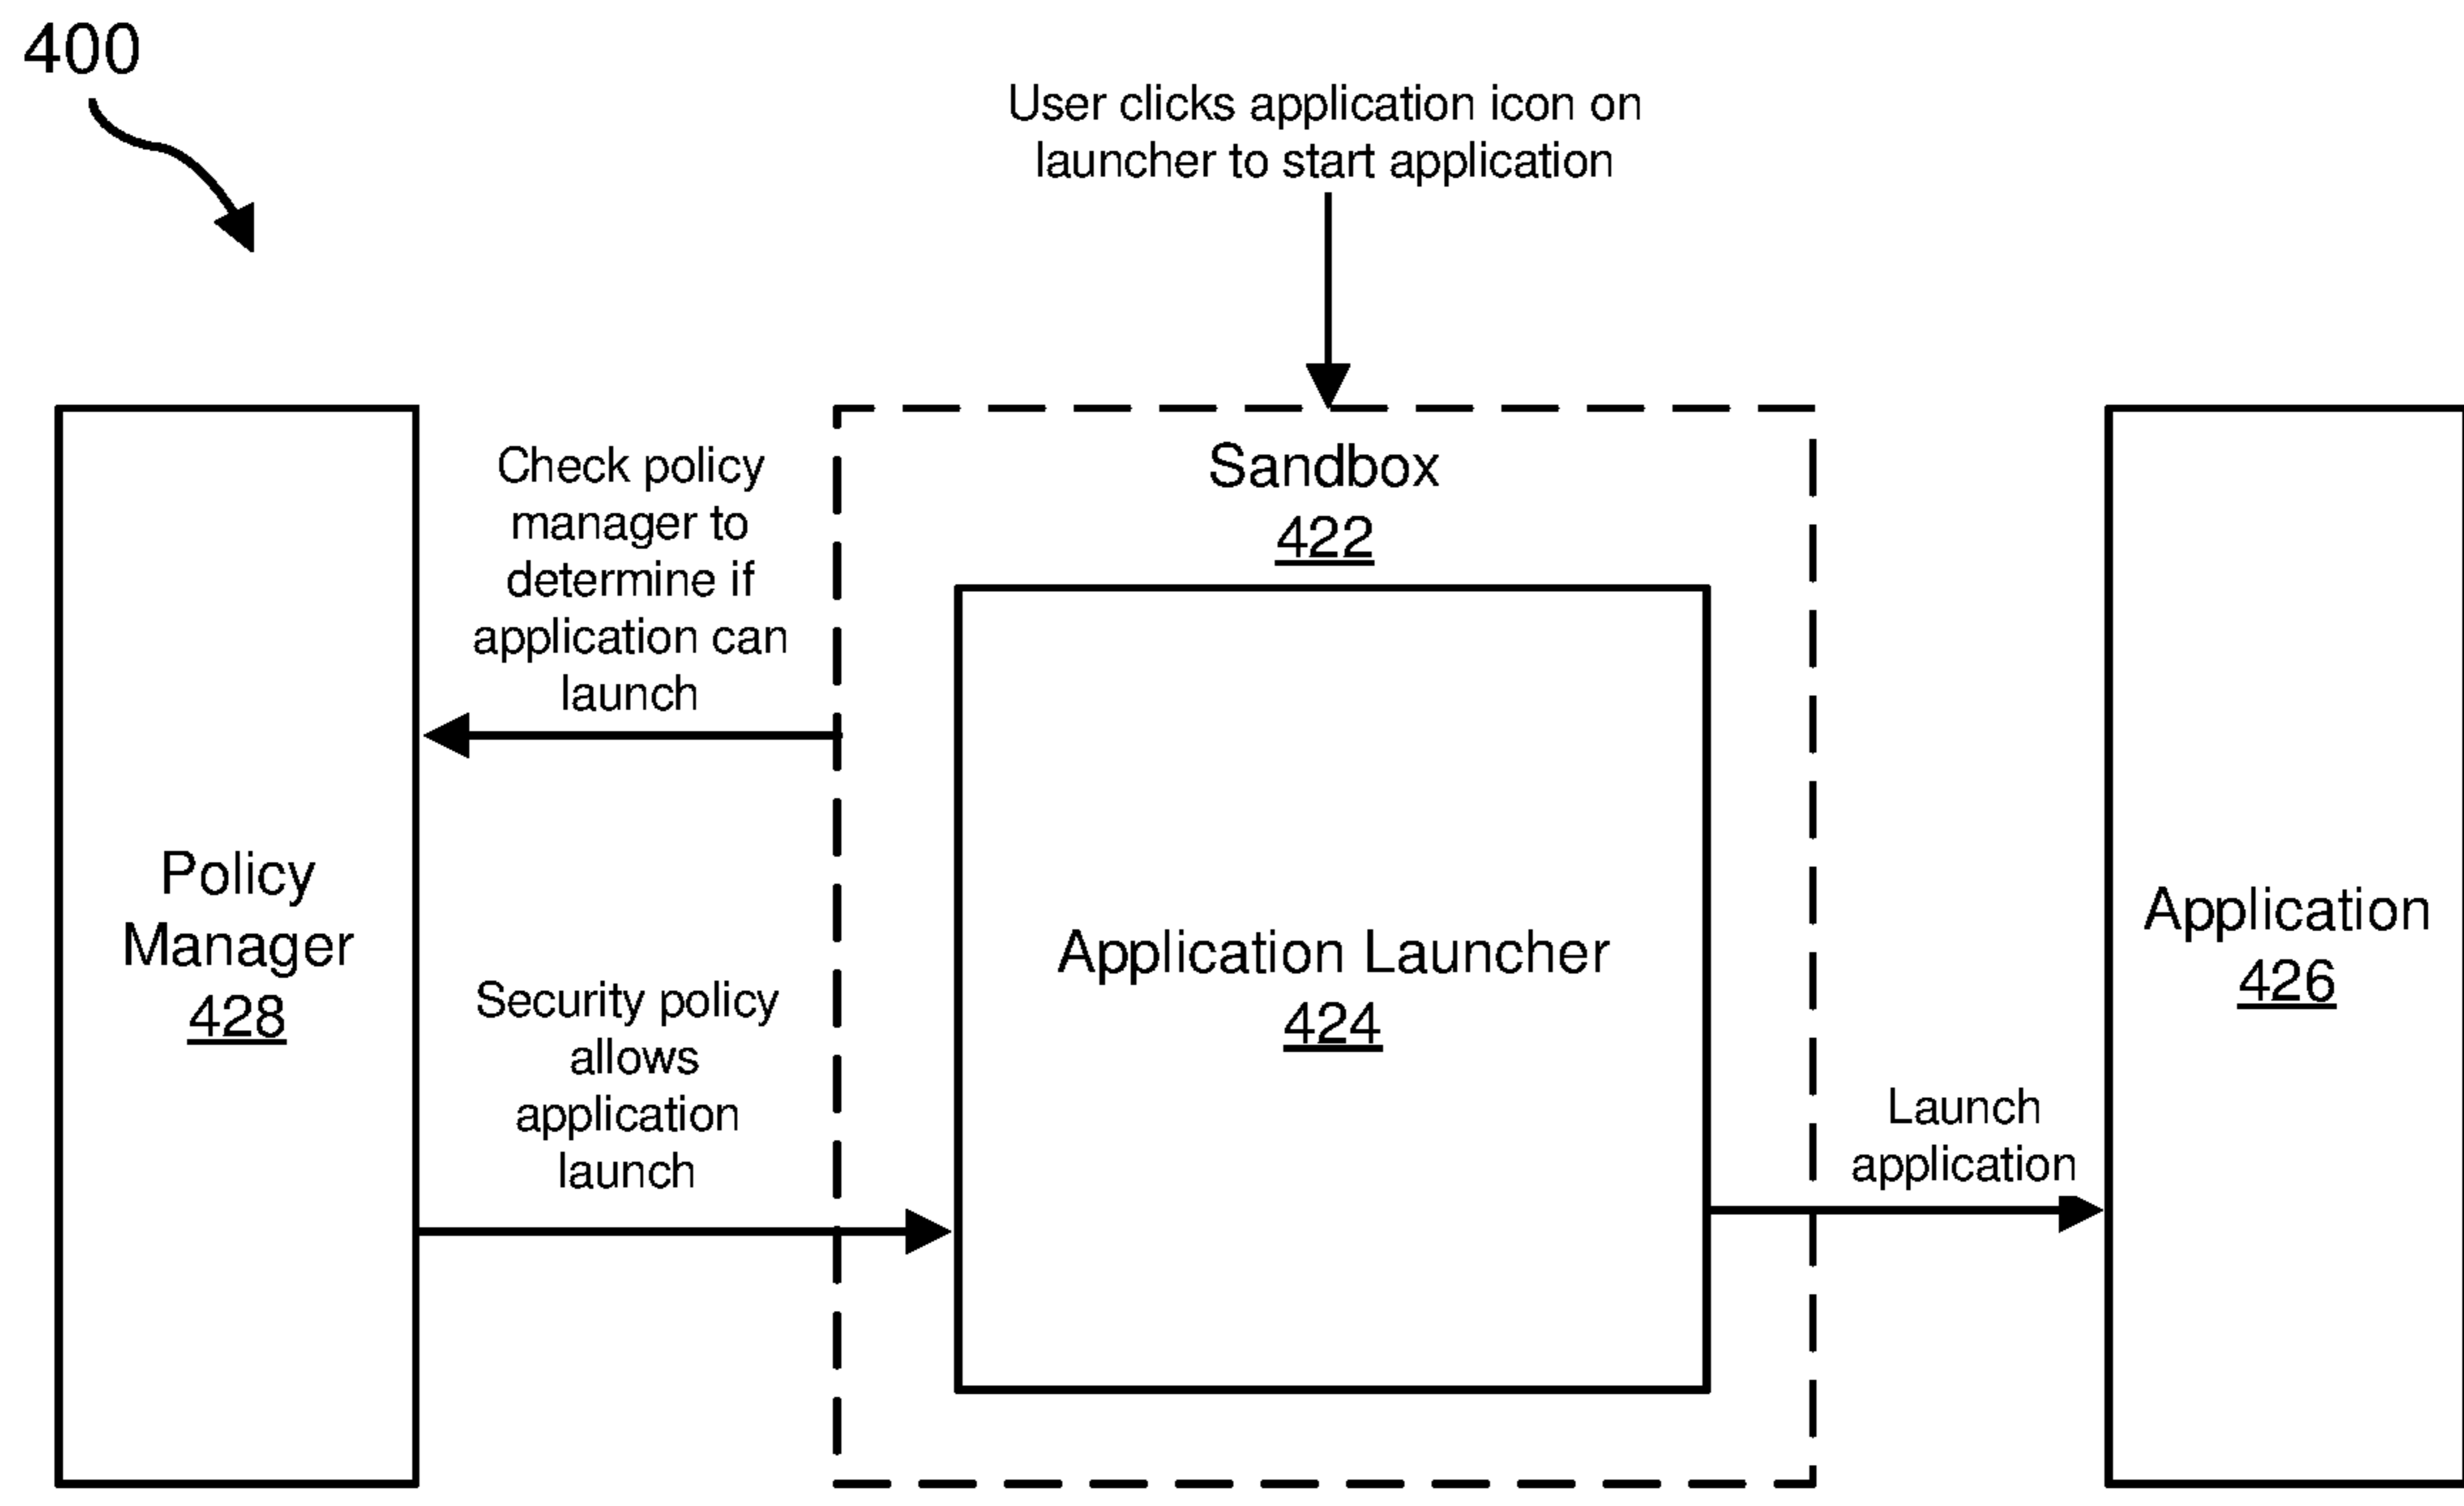 400
User clicks application icon on
launcher to start application
Check policy
manager to
determine if
application can
launch
Sandbox
422
Policy
Manager
428
Security policy
allows
application
launch
Application Launcher
424
Application
426
Launch
application